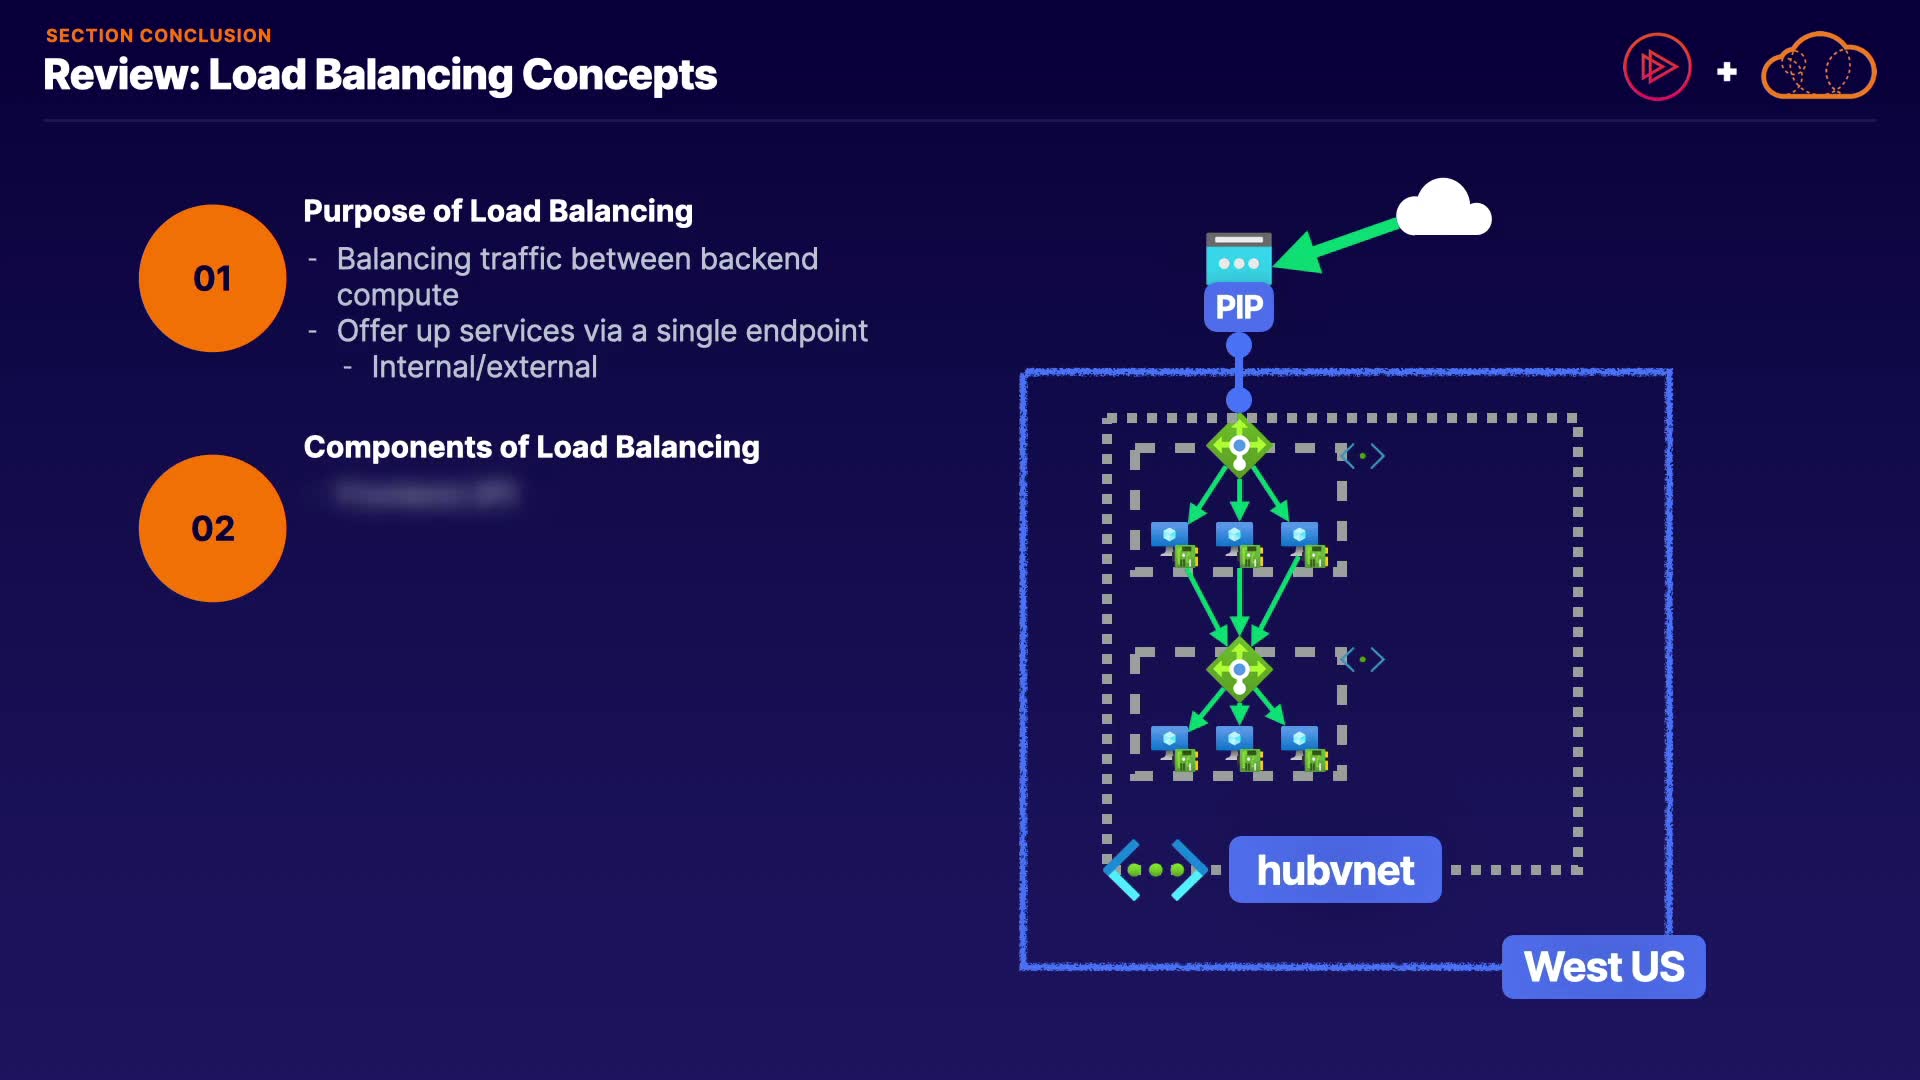 SECTION CONCLUSION
Review: Load Balancing Concepts
01
Purpose of Load Balancing
- Balancing traffic between backend
compute
- Offer up services via a single endpoint
- Internal/external
02
Components of Load Balancing
PIP
hubvnet
West US